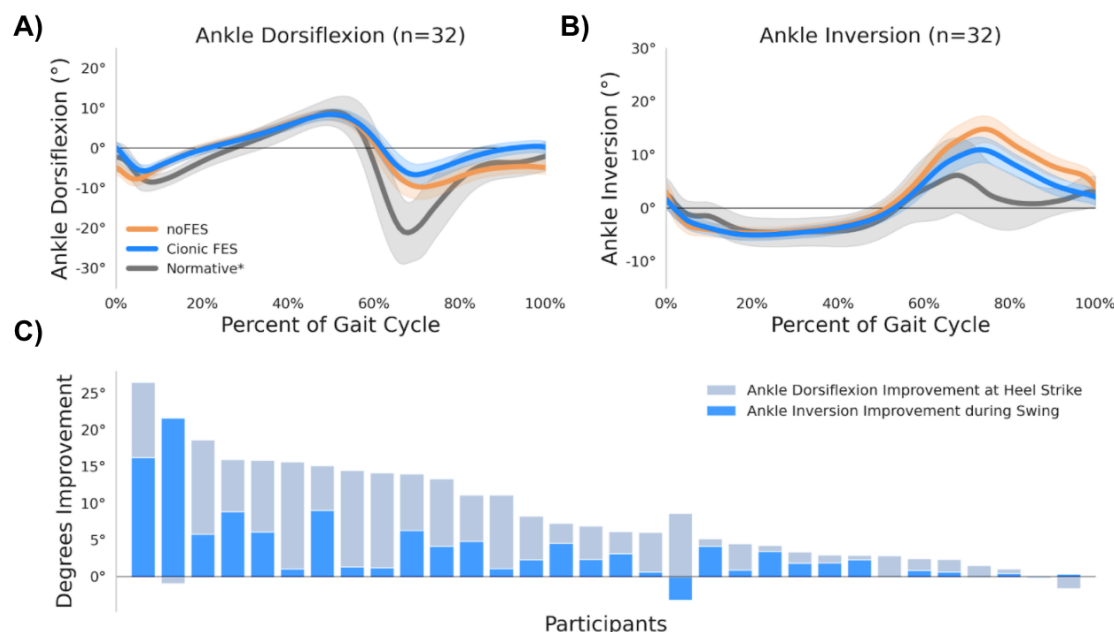 A)
Ankle Dorsiflexion (n=32)
Ankle Dorsiflexion (°)
20°
10°
0°
-10°
-20°
-30°
noFES
Cionic FES
Normative*
0%
20%
40%
60%
80%
100%
Percent of Gait Cycle
B)
Ankle Inversion (n=32)
Ankle Inversion (°)
30°
20°
10°
0°
-10°
0%
20%
40%
60%
80%
100%
Percent of Gait Cycle
C)
Degrees Improvement
25°
20°
15°
10°
5°
0°
Ankle Dorsiflexion Improvement at Heel Strike
Ankle Inversion Improvement during Swing
Participants